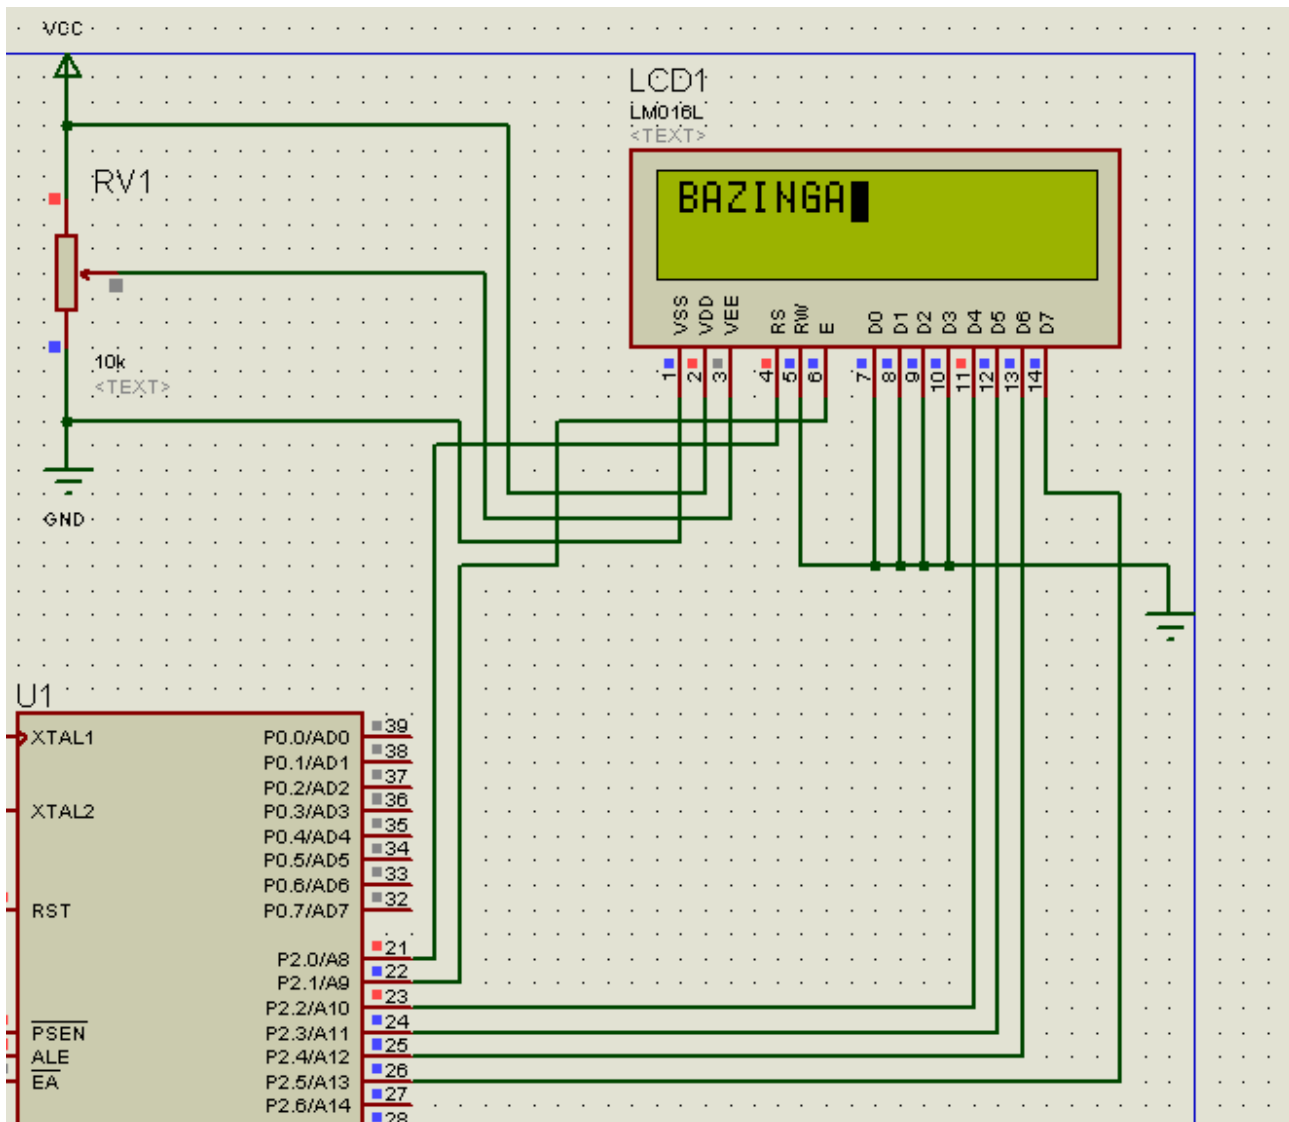 VCC
LCD1
LM016L
<TEXT>
RV1
BAZINGA
VSS
VDD
VEE
RS
RW
E
D0
D1
D2
D3
D4
D5
D6
D7
1
2
3
4
5
6
7
8
9
10
11
12
13
14
10k
<TEXT>
GND
U1
XTAL1
XTAL2
RST
PSEN
ALE
EA
P0.0/AD0 39
P0.1/AD1 38
P0.2/AD2 37
P0.3/AD3 36
P0.4/AD4 35
P0.5/AD5 34
P0.6/AD6 33
P0.7/AD7 32
P2.0/A8 21
P2.1/A9 22
P2.2/A10 23
P2.3/A11 24
P2.4/A12 25
P2.5/A13 26
P2.6/A14 27
28